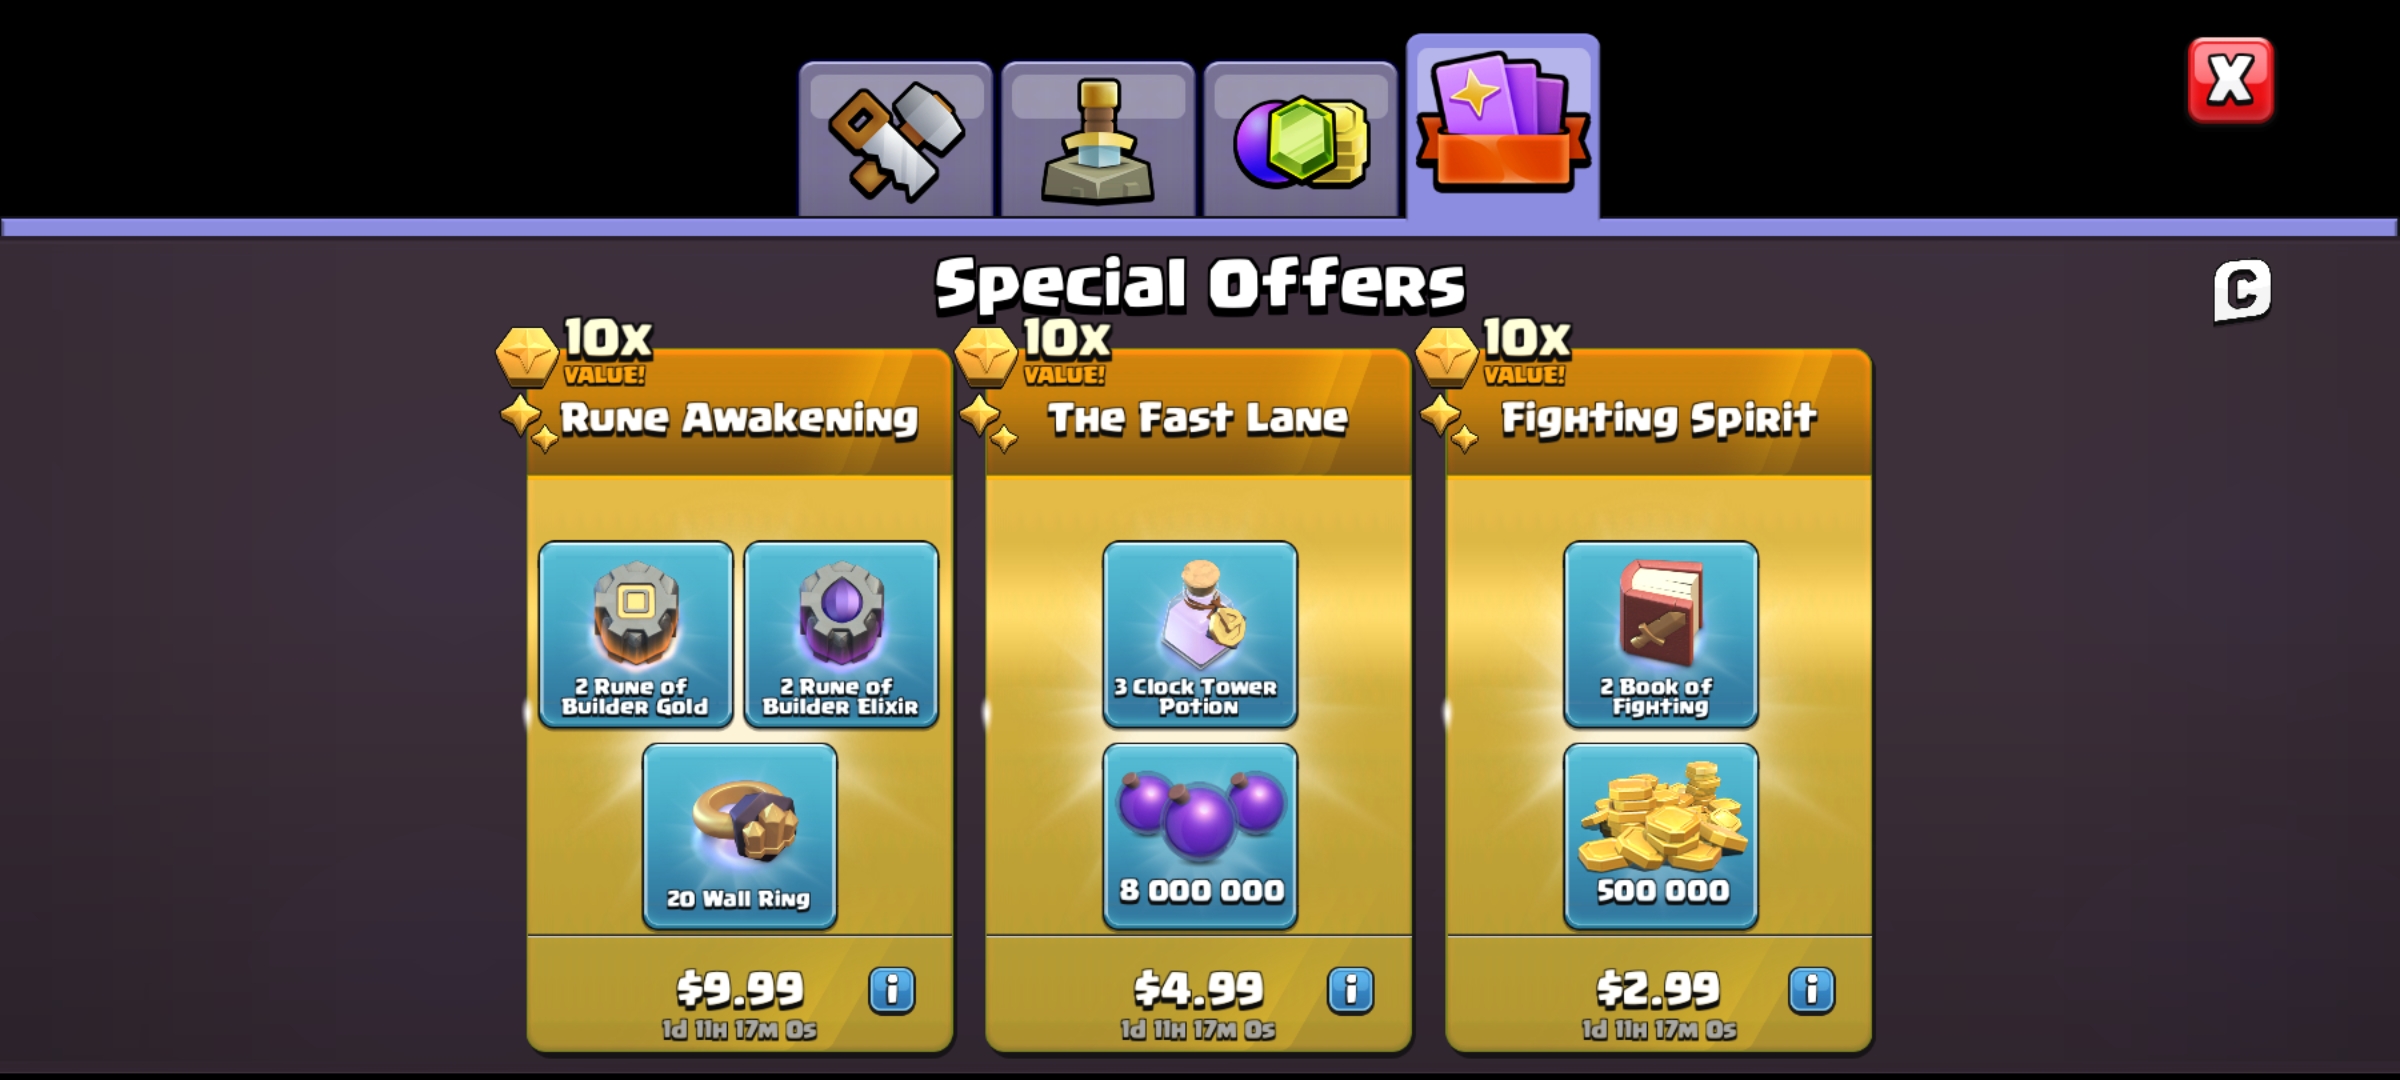 X
Special Offers
C
10x
VALUE!
Rune Awakening
2 Rune of
Builder Gold
2 Rune of
Builder Elixir
20 Wall Ring
$9.99
i
1d 11H 17M 0s
10x
VALUE!
The Fast Lane
3 Clock Tower
Potion
8 000 000
$4.99
i
1d 11H 17M 0s
10x
VALUE!
Fighting Spirit
2 Book of
Fighting
500 000
$2.99
i
1d 11H 17M 0s